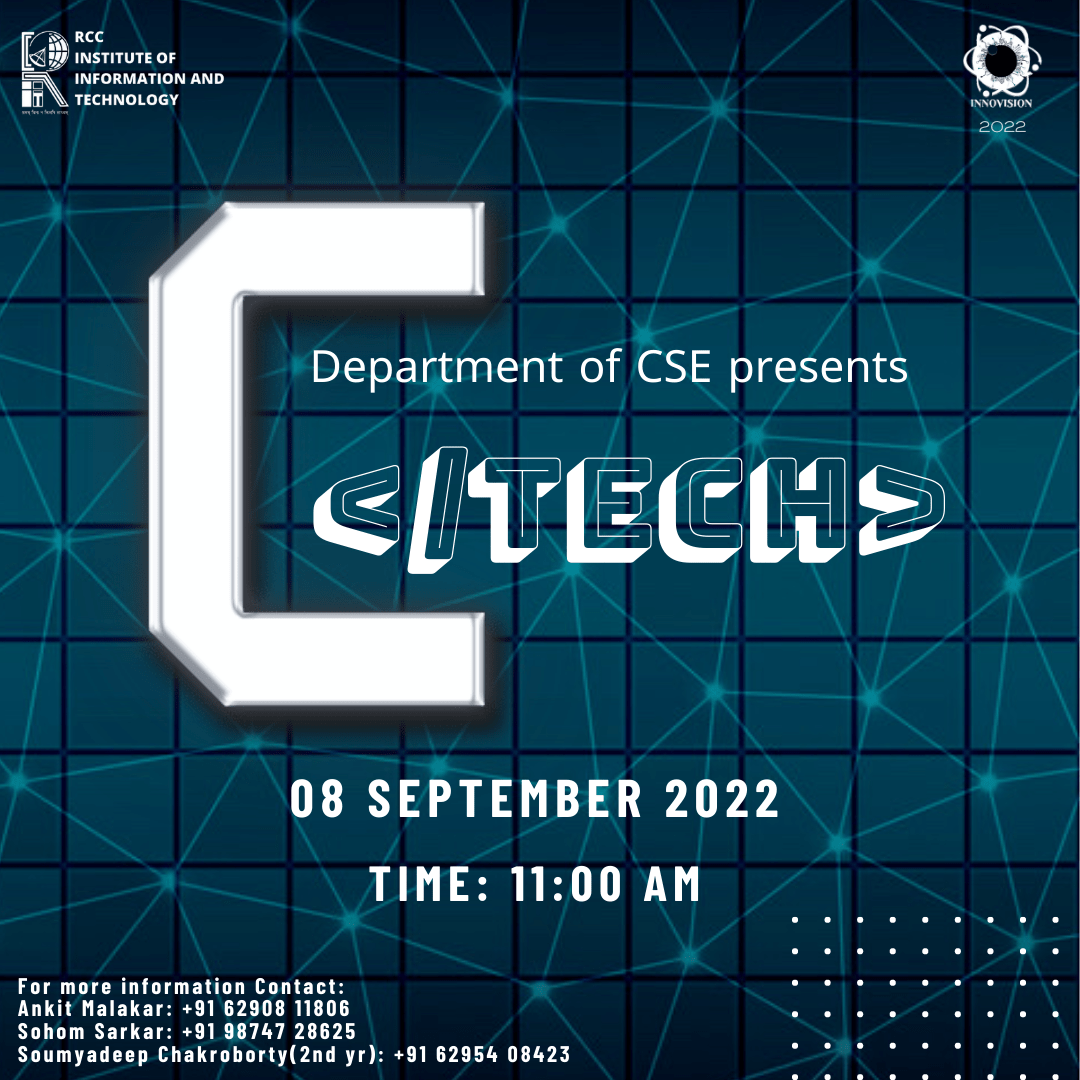 RCC
INSTITUTE OF
INFORMATION AND
TECHNOLOGY
INNOVISION
2022
C
Department of CSE presents
</TECH>
08 SEPTEMBER 2022
TIME: 11:00 AM
For more information Contact:
Ankit Malakar: +91 62908 11806
Sohom Sarkar: +91 98747 28625
Soumyadeep Chakroborty(2nd yr): +91 62954 08423